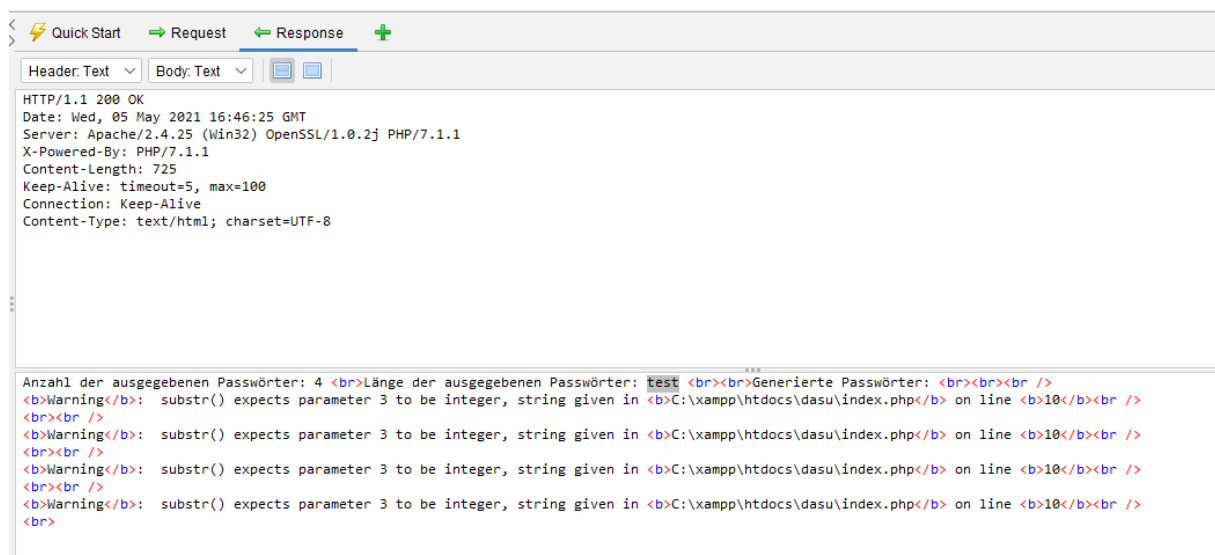 Quick Start Request Response
Header: Text Body: Text
HTTP/1.1 200 OK
Date: Wed, 05 May 2021 16:46:25 GMT
Server: Apache/2.4.25 (Win32) OpenSSL/1.0.2j PHP/7.1.1
X-Powered-By: PHP/7.1.1
Content-Length: 725
Keep-Alive: timeout=5, max=100
Connection: Keep-Alive
Content-Type: text/html; charset=UTF-8
Anzahl der ausgegebenen Passwörter: 4 <br>Länge der ausgegebenen Passwörter: test <br><br>Generierte Passwörter: <br><br><br />
<b>Warning</b>:  substr() expects parameter 3 to be integer, string given in <b>C:\xampp\htdocs\dasu\index.php</b> on line <b>10</b><br />
<br><br />
<b>Warning</b>:  substr() expects parameter 3 to be integer, string given in <b>C:\xampp\htdocs\dasu\index.php</b> on line <b>10</b><br />
<br><br />
<b>Warning</b>:  substr() expects parameter 3 to be integer, string given in <b>C:\xampp\htdocs\dasu\index.php</b> on line <b>10</b><br />
<br><br />
<b>Warning</b>:  substr() expects parameter 3 to be integer, string given in <b>C:\xampp\htdocs\dasu\index.php</b> on line <b>10</b><br />
<br>